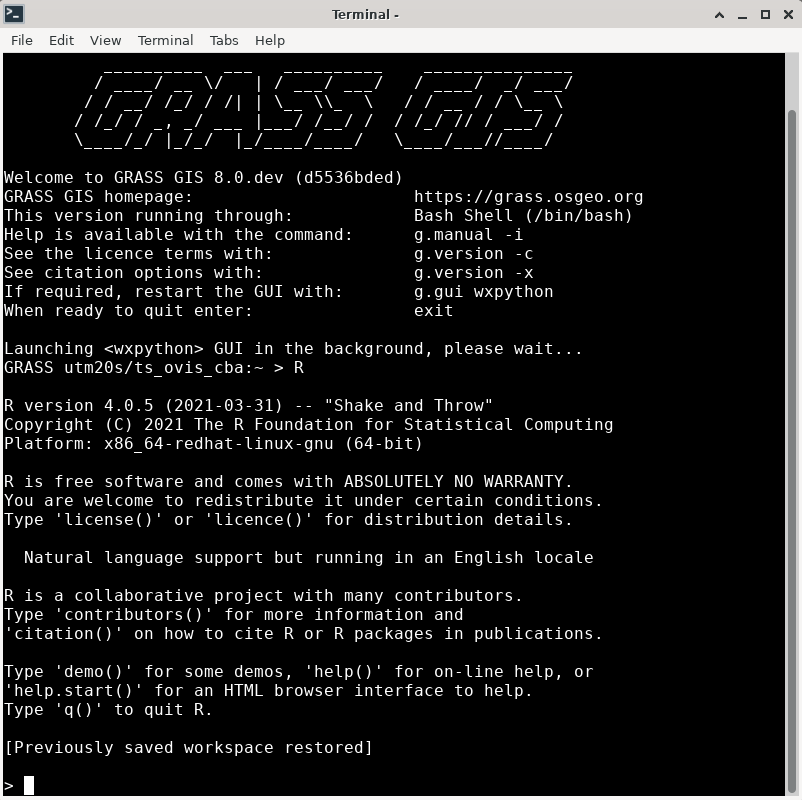 Terminal -
File Edit View Terminal Tabs Help
GRASS GIS
Welcome to GRASS GIS 8.0.dev (d5536bded)
GRASS GIS homepage: https://grass.osgeo.org
This version running through: Bash Shell (/bin/bash)
Help is available with the command: g.manual -i
See the licence terms with: g.version -c
See citation options with: g.version -x
If required, restart the GUI with: g.gui wxpython
When ready to quit enter: exit
Launching <wxpython> GUI in the background, please wait...
GRASS utm20s/ts_ovis_cba:~ > R
R version 4.0.5 (2021-03-31) -- "Shake and Throw"
Copyright (C) 2021 The R Foundation for Statistical Computing
Platform: x86_64-redhat-linux-gnu (64-bit)
R is free software and comes with ABSOLUTELY NO WARRANTY.
You are welcome to redistribute it under certain conditions.
Type 'license()' or 'licence()' for distribution details.
Natural language support but running in an English locale
R is a collaborative project with many contributors.
Type 'contributors()' for more information and
'citation()' on how to cite R or R packages in publications.
Type 'demo()' for some demos, 'help()' for on-line help, or
'help.start()' for an HTML browser interface to help.
Type 'q()' to quit R.
[Previously saved workspace restored]
>